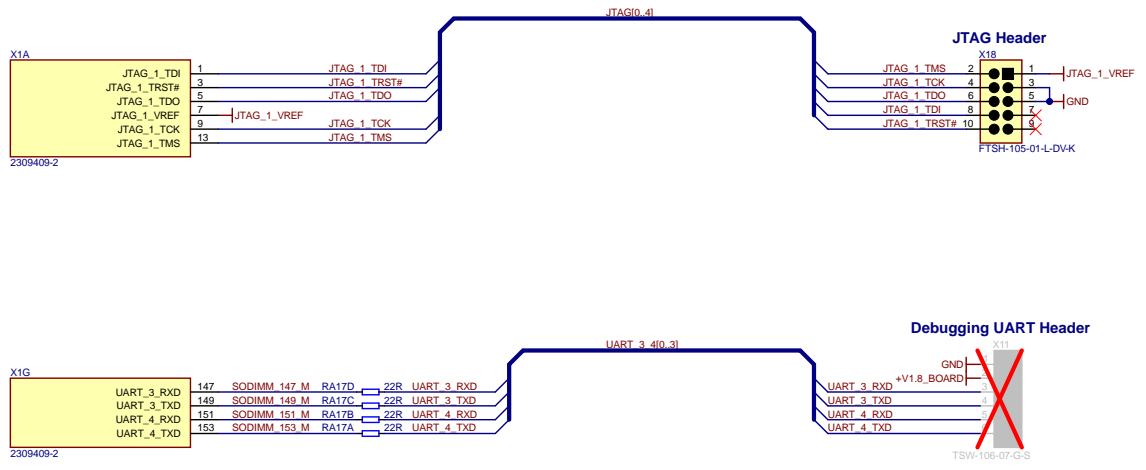 JTAG[0..4]
JTAG Header
X1A X18
JTAG_1_TDI 1 JTAG_1_TDI JTAG_1_TMS 2 1 JTAG_1_VREF
JTAG_1_TRST# 3 JTAG_1_TRST# JTAG_1_TCK 4 3
JTAG_1_TDO 5 JTAG_1_TDO JTAG_1_TDO 6 5 GND
JTAG_1_VREF 7 JTAG_1_VREF JTAG_1_TDI 8 7
JTAG_1_TCK 9 JTAG_1_TCK JTAG_1_TRST# 10 9
JTAG_1_TMS 13 JTAG_1_TMS
2309409-2 FTSH-105-01-L-DV-K
Debugging UART Header
UART_3_4[0..3] X11
GND 1
X1G +V1.8_BOARD 2
UART_3_RXD 147 SODIMM_147_M RA17D 22R UART_3_RXD UART_3_RXD 3
UART_3_TXD 149 SODIMM_149_M RA17C 22R UART_3_TXD UART_3_TXD 4
UART_4_RXD 151 SODIMM_151_M RA17B 22R UART_4_RXD UART_4_RXD 5
UART_4_TXD 153 SODIMM_153_M RA17A 22R UART_4_TXD UART_4_TXD
2309409-2 TSW-106-07-G-S